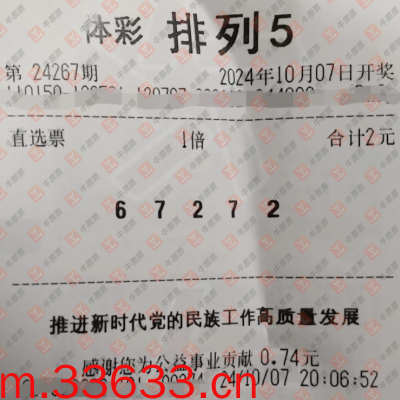 体彩 排列5
第 24267期 2024年10月07日开奖
直选票 1倍 合计2元
6 7 2 7 2
推进新时代党的民族工作高质量发展
感谢您为公益事业贡献 0.74元
24/10/07 20:06:52
m.33633.cn